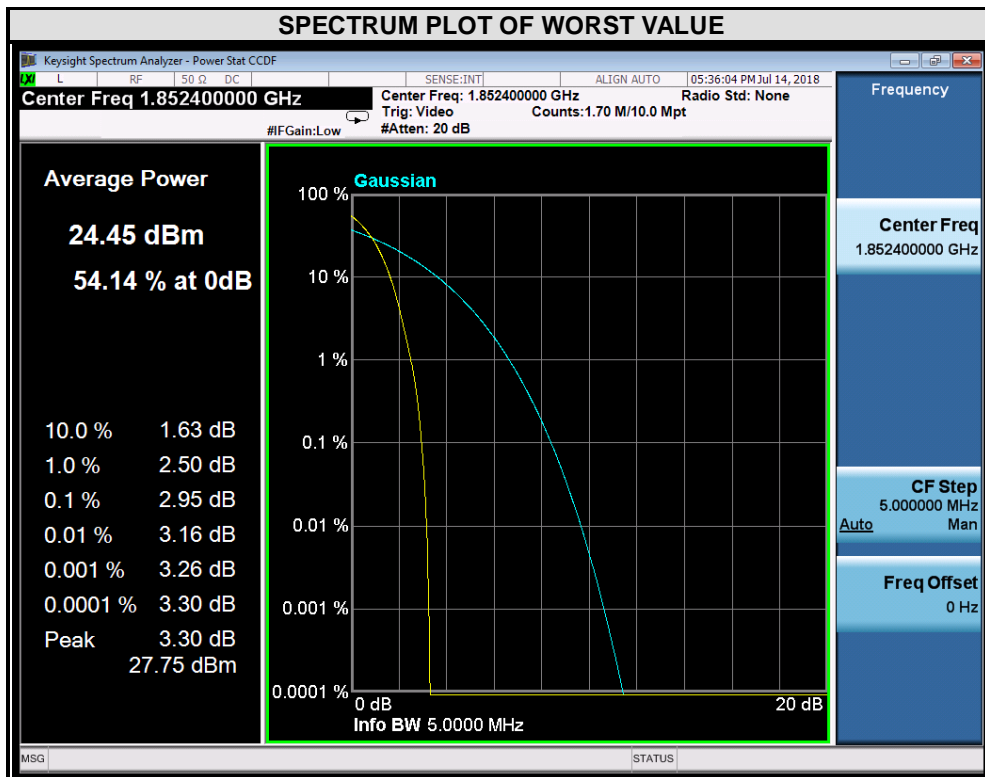 SPECTRUM PLOT OF WORST VALUE
Keysight Spectrum Analyzer - Power Stat CCDF
LXI L RF 50 Ω DC SENSE:INT ALIGN AUTO 05:36:04 PM Jul 14, 2018
Center Freq 1.852400000 GHz
Center Freq: 1.852400000 GHz Radio Std: None
Trig: Video Counts:1.70 M/10.0 Mpt
#IFGain:Low #Atten: 20 dB
Frequency
Average Power
24.45 dBm
54.14 % at 0dB
10.0 % 1.63 dB
1.0 % 2.50 dB
0.1 % 2.95 dB
0.01 % 3.16 dB
0.001 % 3.26 dB
0.0001 % 3.30 dB
Peak 3.30 dB
27.75 dBm
Gaussian
100 %
10 %
1 %
0.1 %
0.01 %
0.001 %
0.0001 %
0 dB 20 dB
Info BW 5.0000 MHz
Center Freq
1.852400000 GHz
CF Step
5.000000 MHz
Auto Man
Freq Offset
0 Hz
MSG STATUS